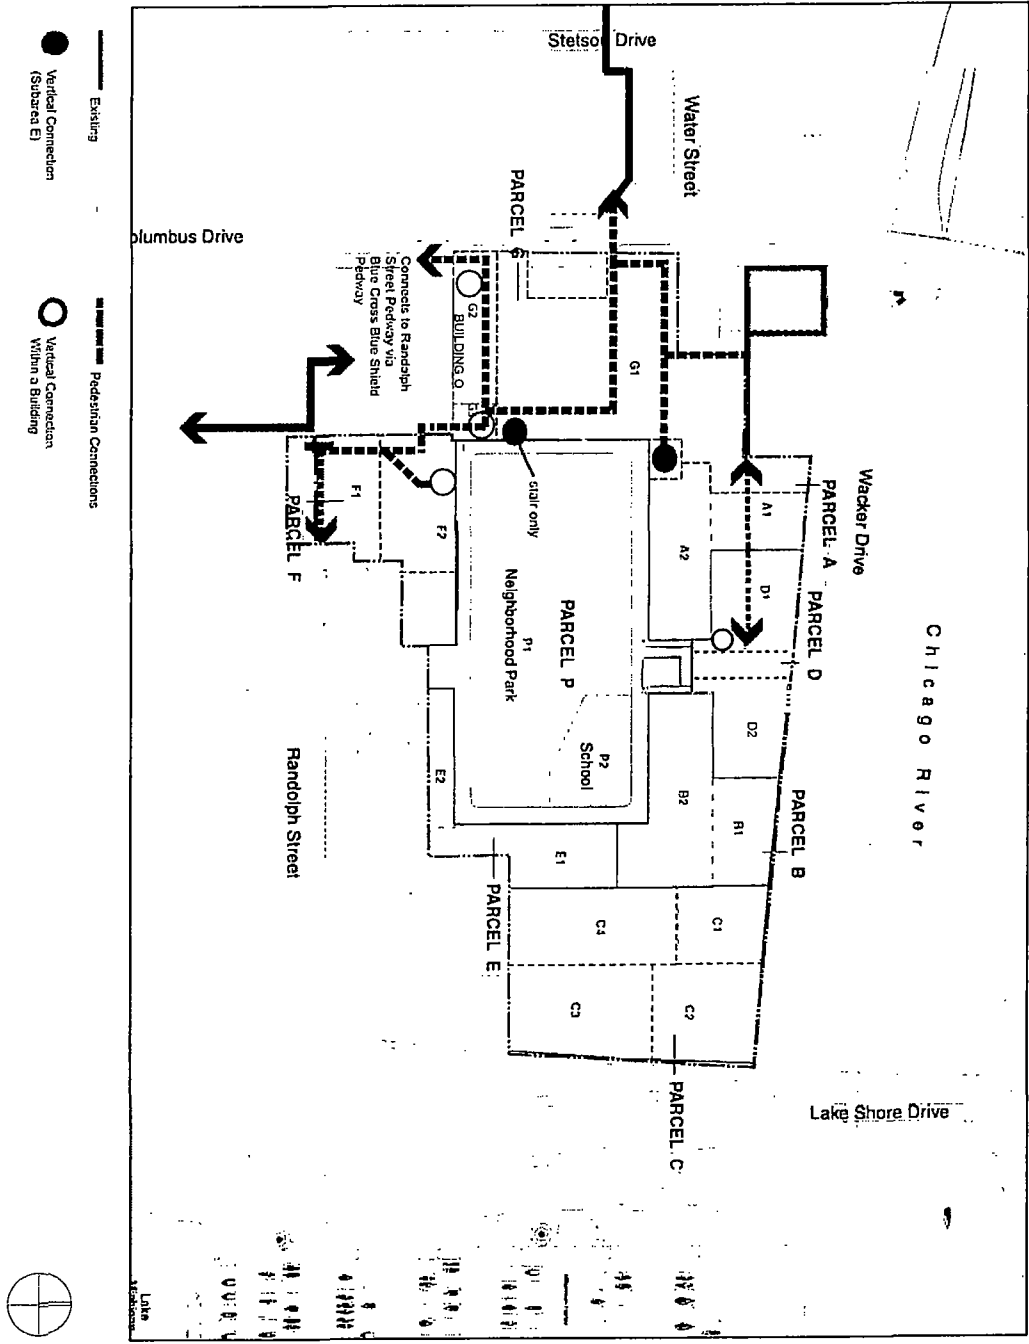 Stetson Drive
Water Street
PARCEL G
Columbus Drive
Connects to Randolph
Street Pedway via
Blue Cross Blue Shield
Pedway
G2
BUILDING O
G1
stair only
Wacker Drive
PARCEL A
A1
A2
PARCEL D
D1
D2
Chicago River
PARCEL F
F1
F2
PARCEL P
P1
Neighborhood Park
P2
School
PARCEL B
B1
B2
Randolph Street
E2
E1
PARCEL E
C4
C1
C3
C2
PARCEL C
Lake Shore Drive
Lake
Michigan
Existing
Pedestrian Connections
Vertical Connection
(Subarea E)
Vertical Connection
Within a Building